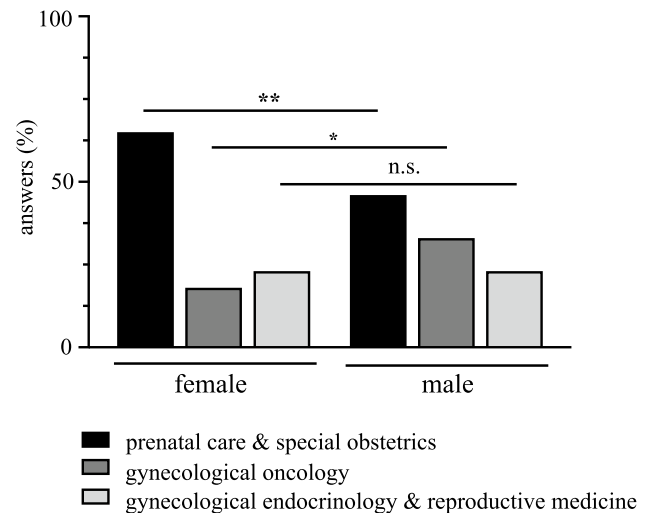 100
**
*
n.s.
answers (%)
50
0
female male
prenatal care & special obstetrics
gynecological oncology
gynecological endocrinology & reproductive medicine